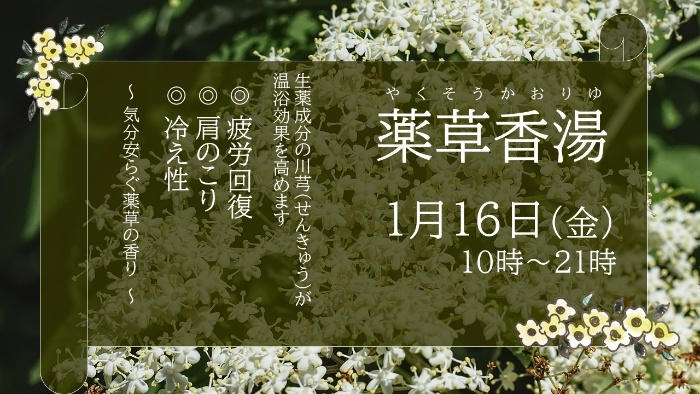 やくそうかおりゆ
薬草香湯
1月16日(金)
10時～21時
生薬成分の川芎(せんきゅう)が
温浴効果を高めます
◎ 疲労回復
◎ 肩のこり
◎ 冷え性
～ 気分安らぐ薬草の香り ～